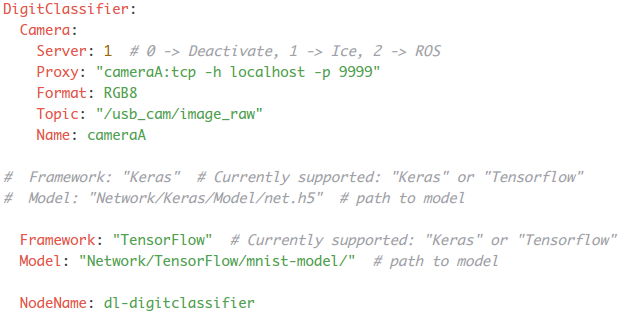 DigitClassifier:
  Camera:
    Server: 1  # 0 -> Deactivate, 1 -> Ice, 2 -> ROS
    Proxy: "cameraA:tcp -h localhost -p 9999"
    Format: RGB8
    Topic: "/usb_cam/image_raw"
    Name: cameraA
#  Framework: "Keras"  # Currently supported: "Keras" or "Tensorflow"
#  Model: "Network/Keras/Model/net.h5"  # path to model
  Framework: "TensorFlow"  # Currently supported: "Keras" or "Tensorflow"
  Model: "Network/TensorFlow/mnist-model/"  # path to model
  NodeName: dl-digitclassifier